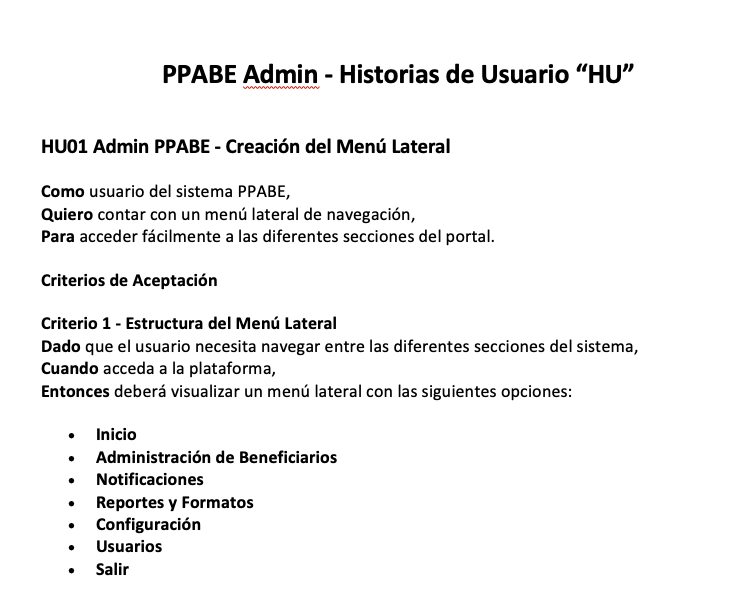 PPABE Admin - Historias de Usuario “HU”
HU01 Admin PPABE - Creación del Menú Lateral
Como usuario del sistema PPABE,
Quiero contar con un menú lateral de navegación,
Para acceder fácilmente a las diferentes secciones del portal.
Criterios de Aceptación
Criterio 1 - Estructura del Menú Lateral
Dado que el usuario necesita navegar entre las diferentes secciones del sistema,
Cuando acceda a la plataforma,
Entonces deberá visualizar un menú lateral con las siguientes opciones:
• Inicio
• Administración de Beneficiarios
• Notificaciones
• Reportes y Formatos
• Configuración
• Usuarios
• Salir